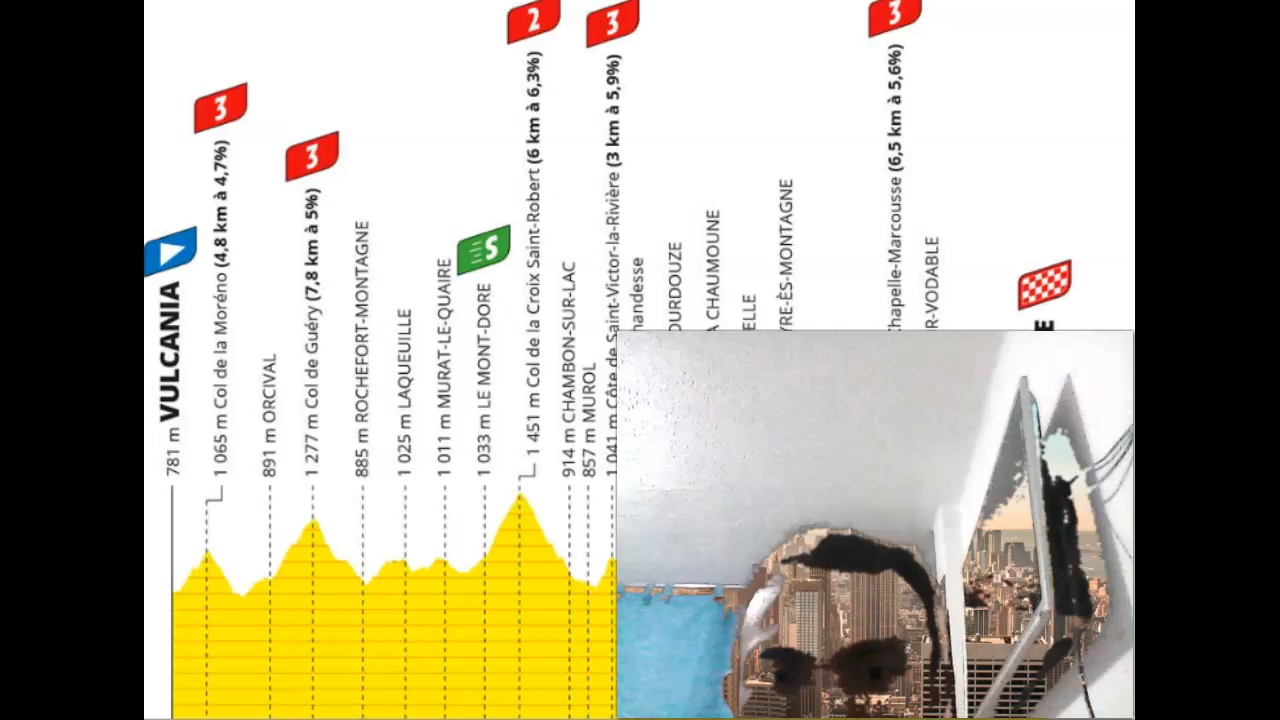 781 m VULCANIA
3
1 065 m Col de la Moréno (4,8 km à 4,7%)
891 m ORCIVAL
3
1 277 m Col de Guéry (7,8 km à 5%)
885 m ROCHEFORT-MONTAGNE
1 025 m LAQUEUILLE
1 011 m MURAT-LE-QUAIRE
S
1 033 m LE MONT-DORE
2
1 451 m Col de la Croix Saint-Robert (6 km à 6,3%)
914 m CHAMBON-SUR-LAC
857 m MUROL
3
1 041 m Côte de Saint-Victor-la-Rivière (3 km à 5,9%)
handesse
OURDOUZE
A CHAUMOUNE
ELLE
YRE-ÈS-MONTAGNE
3
Chapelle-Marcousse (6,5 km à 5,6%)
R-VODABLE
E